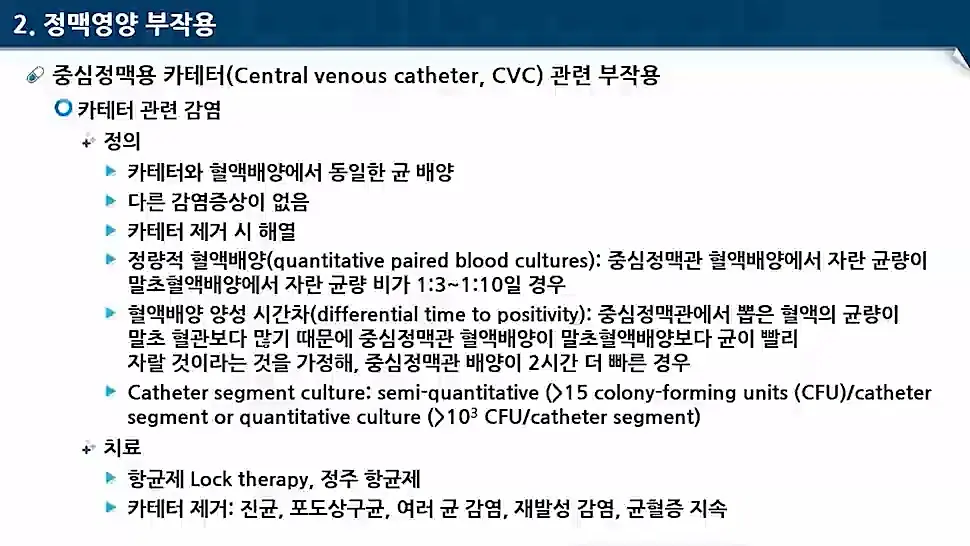 2. 정맥영양 부작용
중심정맥용 카테터(Central venous catheter, CVC) 관련 부작용
카테터 관련 감염
정의
카테터와 혈액배양에서 동일한 균 배양
다른 감염증상이 없음
카테터 제거 시 해열
정량적 혈액배양(quantitative paired blood cultures): 중심정맥관 혈액배양에서 자란 균량이
말초혈액배양에서 자란 균량 비가 1:3~1:10일 경우
혈액배양 양성 시간차(differential time to positivity): 중심정맥관에서 뽑은 혈액의 균량이
말초 혈관보다 많기 때문에 중심정맥관 혈액배양이 말초혈액배양보다 균이 빨리
자랄 것이라는 것을 가정해, 중심정맥관 배양이 2시간 더 빠른 경우
Catheter segment culture: semi-quantitative (>15 colony-forming units (CFU)/catheter
segment or quantitative culture (>10³ CFU/catheter segment)
치료
항균제 Lock therapy, 정주 항균제
카테터 제거: 진균, 포도상구균, 여러 균 감염, 재발성 감염, 균혈증 지속